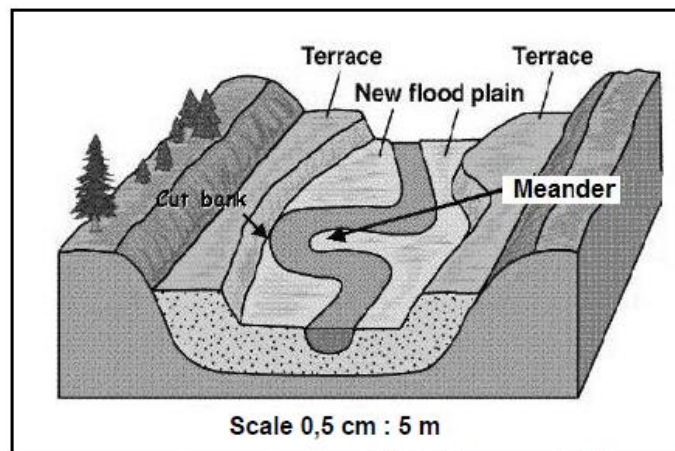 Terrace
Terrace
New flood plain
Meander
Cut bank
Scale 0,5 cm : 5 m